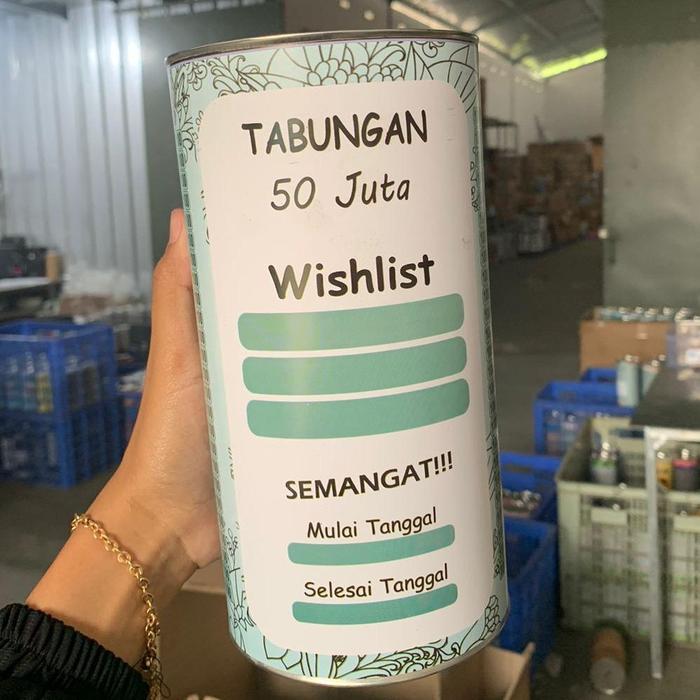 TABUNGAN
50 Juta
Wishlist
SEMANGAT!!!
Mulai Tanggal
Selesai Tanggal